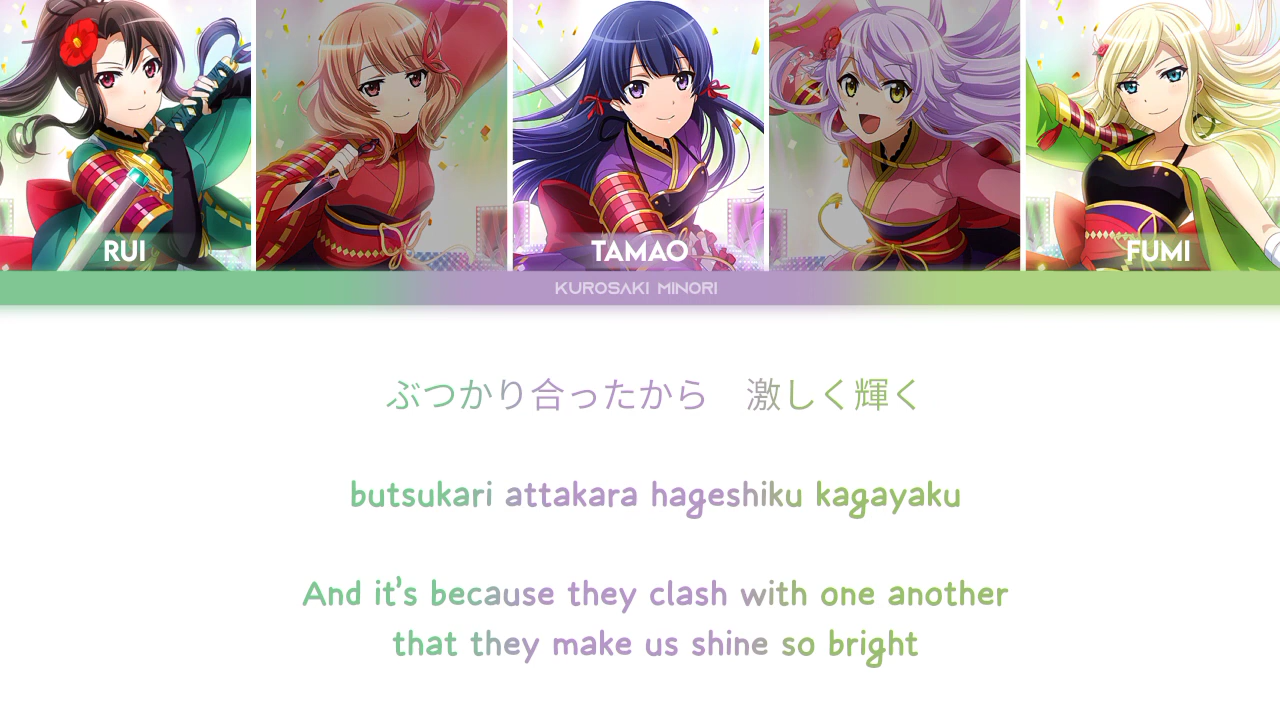 RUI
TAMAO
FUMI
KUROSAKI MINORI
ぶつかり合ったから　激しく輝く
butsukari attakara hageshiku kagayaku
And it's because they clash with one another
that they make us shine so bright